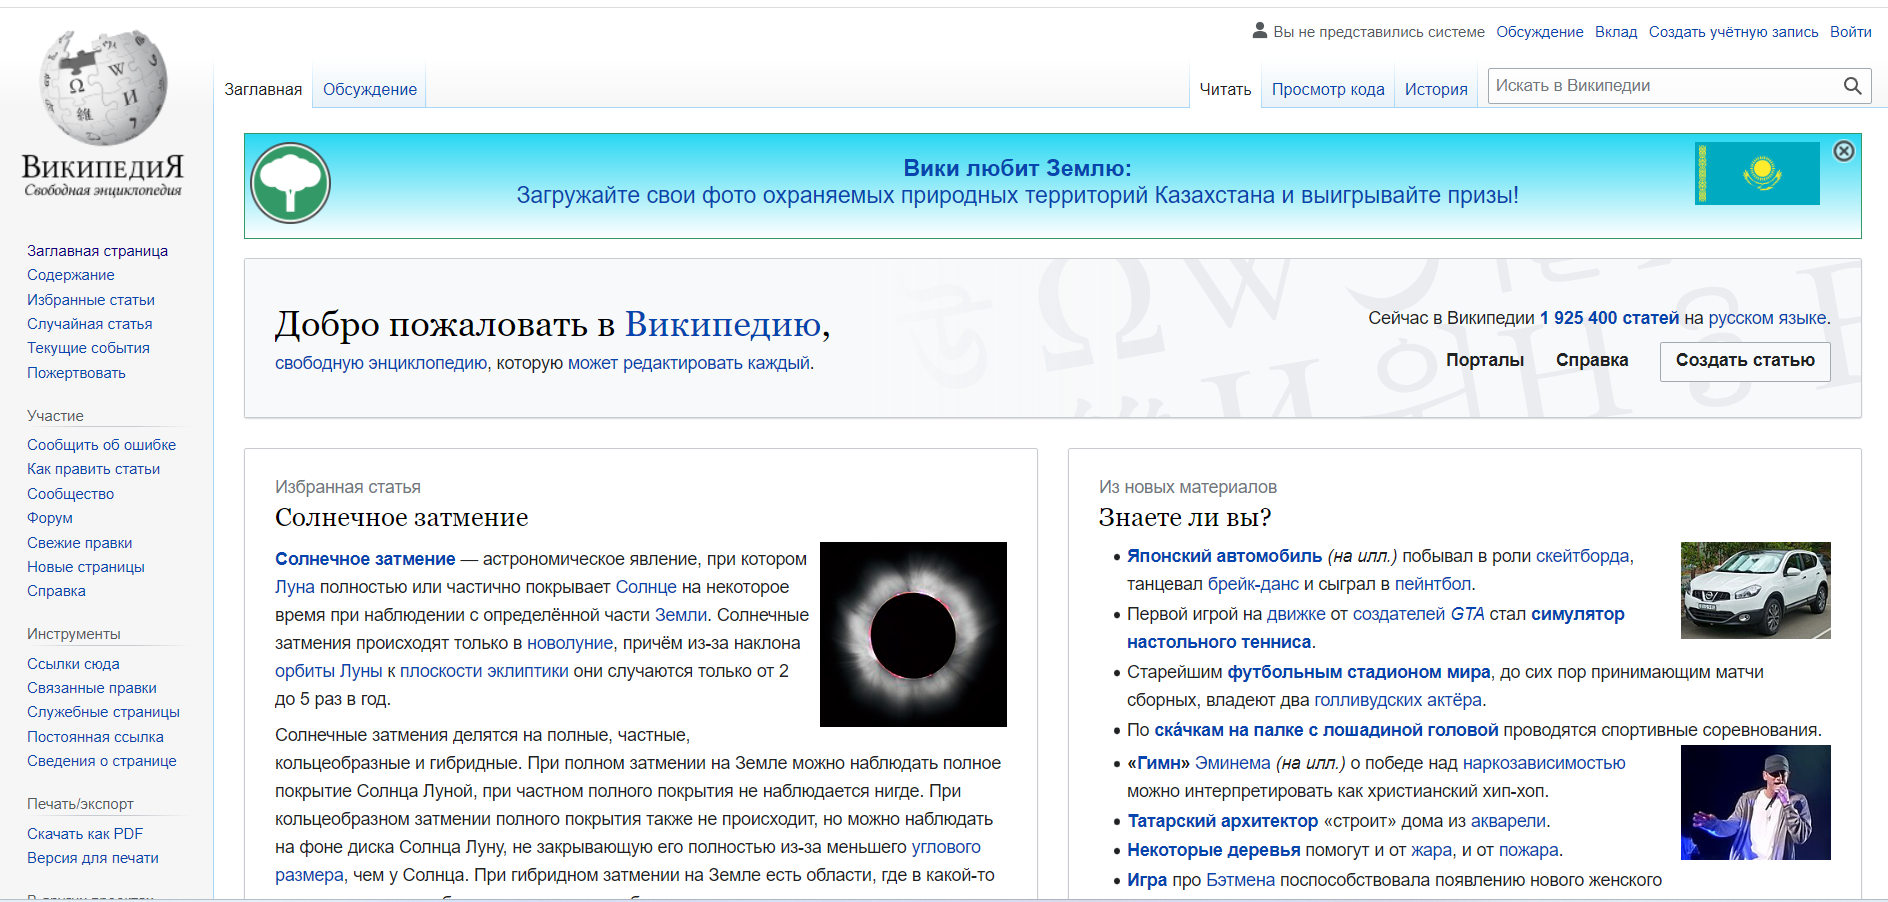 Вы не представились системе Обсуждение Вклад Создать учётную запись Войти
Заглавная Обсуждение Читать Просмотр кода История Искать в Википедии
ВикипедиЯ
Свободная энциклопедия
Заглавная страница
Содержание
Избранные статьи
Случайная статья
Текущие события
Пожертвовать
Участие
Сообщить об ошибке
Как править статьи
Сообщество
Форум
Свежие правки
Новые страницы
Справка
Инструменты
Ссылки сюда
Связанные правки
Служебные страницы
Постоянная ссылка
Сведения о странице
Печать/экспорт
Скачать как PDF
Версия для печати
Вики любит Землю:
Загружайте свои фото охраняемых природных территорий Казахстана и выигрывайте призы!
Добро пожаловать в Википедию,
свободную энциклопедию, которую может редактировать каждый.
Сейчас в Википедии 1 925 400 статей на русском языке.
Порталы Справка Создать статью
Избранная статья
Солнечное затмение
Солнечное затмение — астрономическое явление, при котором
Луна полностью или частично покрывает Солнце на некоторое
время при наблюдении с определённой части Земли. Солнечные
затмения происходят только в новолуние, причём из-за наклона
орбиты Луны к плоскости эклиптики они случаются только от 2
до 5 раз в год.
Солнечные затмения делятся на полные, частные,
кольцеобразные и гибридные. При полном затмении на Земле можно наблюдать полное
покрытие Солнца Луной, при частном полного покрытия не наблюдается нигде. При
кольцеобразном затмении полного покрытия также не происходит, но можно наблюдать
на фоне диска Солнца Луну, не закрывающую его полностью из-за меньшего углового
размера, чем у Солнца. При гибридном затмении на Земле есть области, где в какой-то
Из новых материалов
Знаете ли вы?
Японский автомобиль (на илл.) побывал в роли скейтборда,
танцевал брейк-данс и сыграл в пейнтбол.
Первой игрой на движке от создателей GTA стал симулятор
настольного тенниса.
Старейшим футбольным стадионом мира, до сих пор принимающим матчи
сборных, владеют два голливудских актёра.
По ска́чкам на палке с лошадиной головой проводятся спортивные соревнования.
«Гимн» Эминема (на илл.) о победе над наркозависимостью
можно интерпретировать как христианский хип-хоп.
Татарский архитектор «строит» дома из акварели.
Некоторые деревья помогут и от жара, и от пожара.
Игра про Бэтмена поспособствовала появлению нового женского